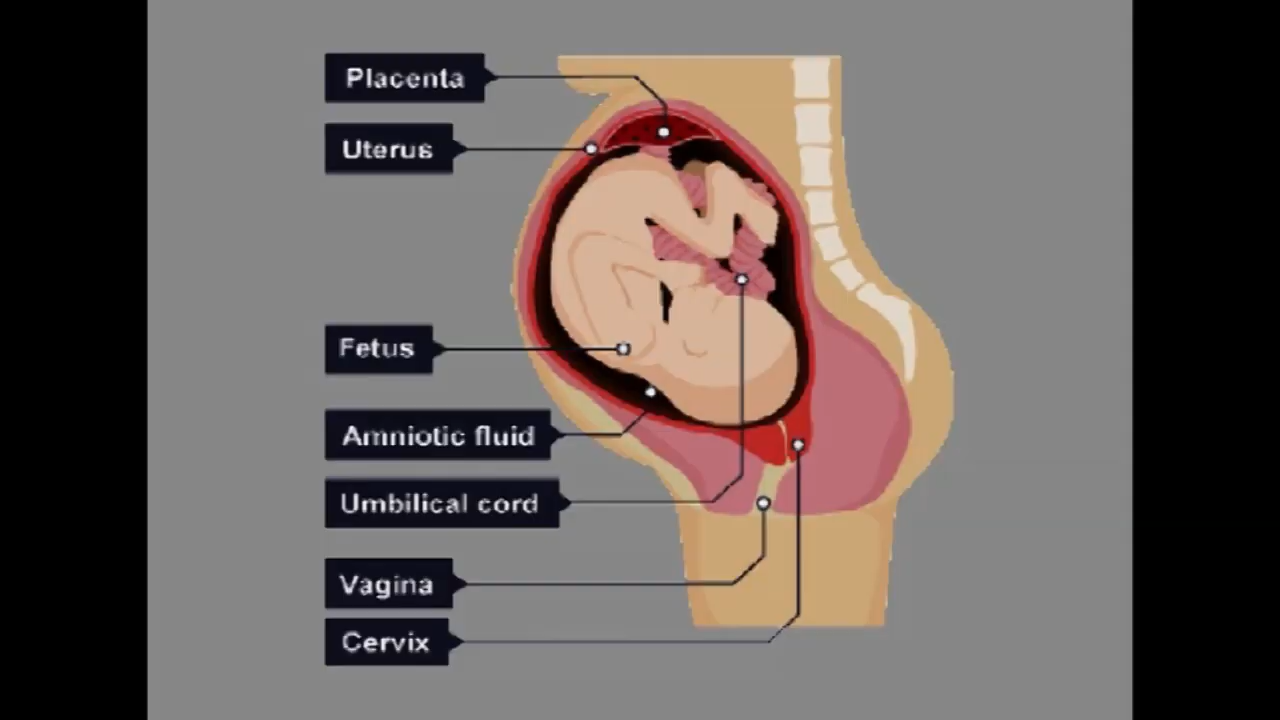 Placenta
Uterus
Fetus
Amniotic fluid
Umbilical cord
Vagina
Cervix